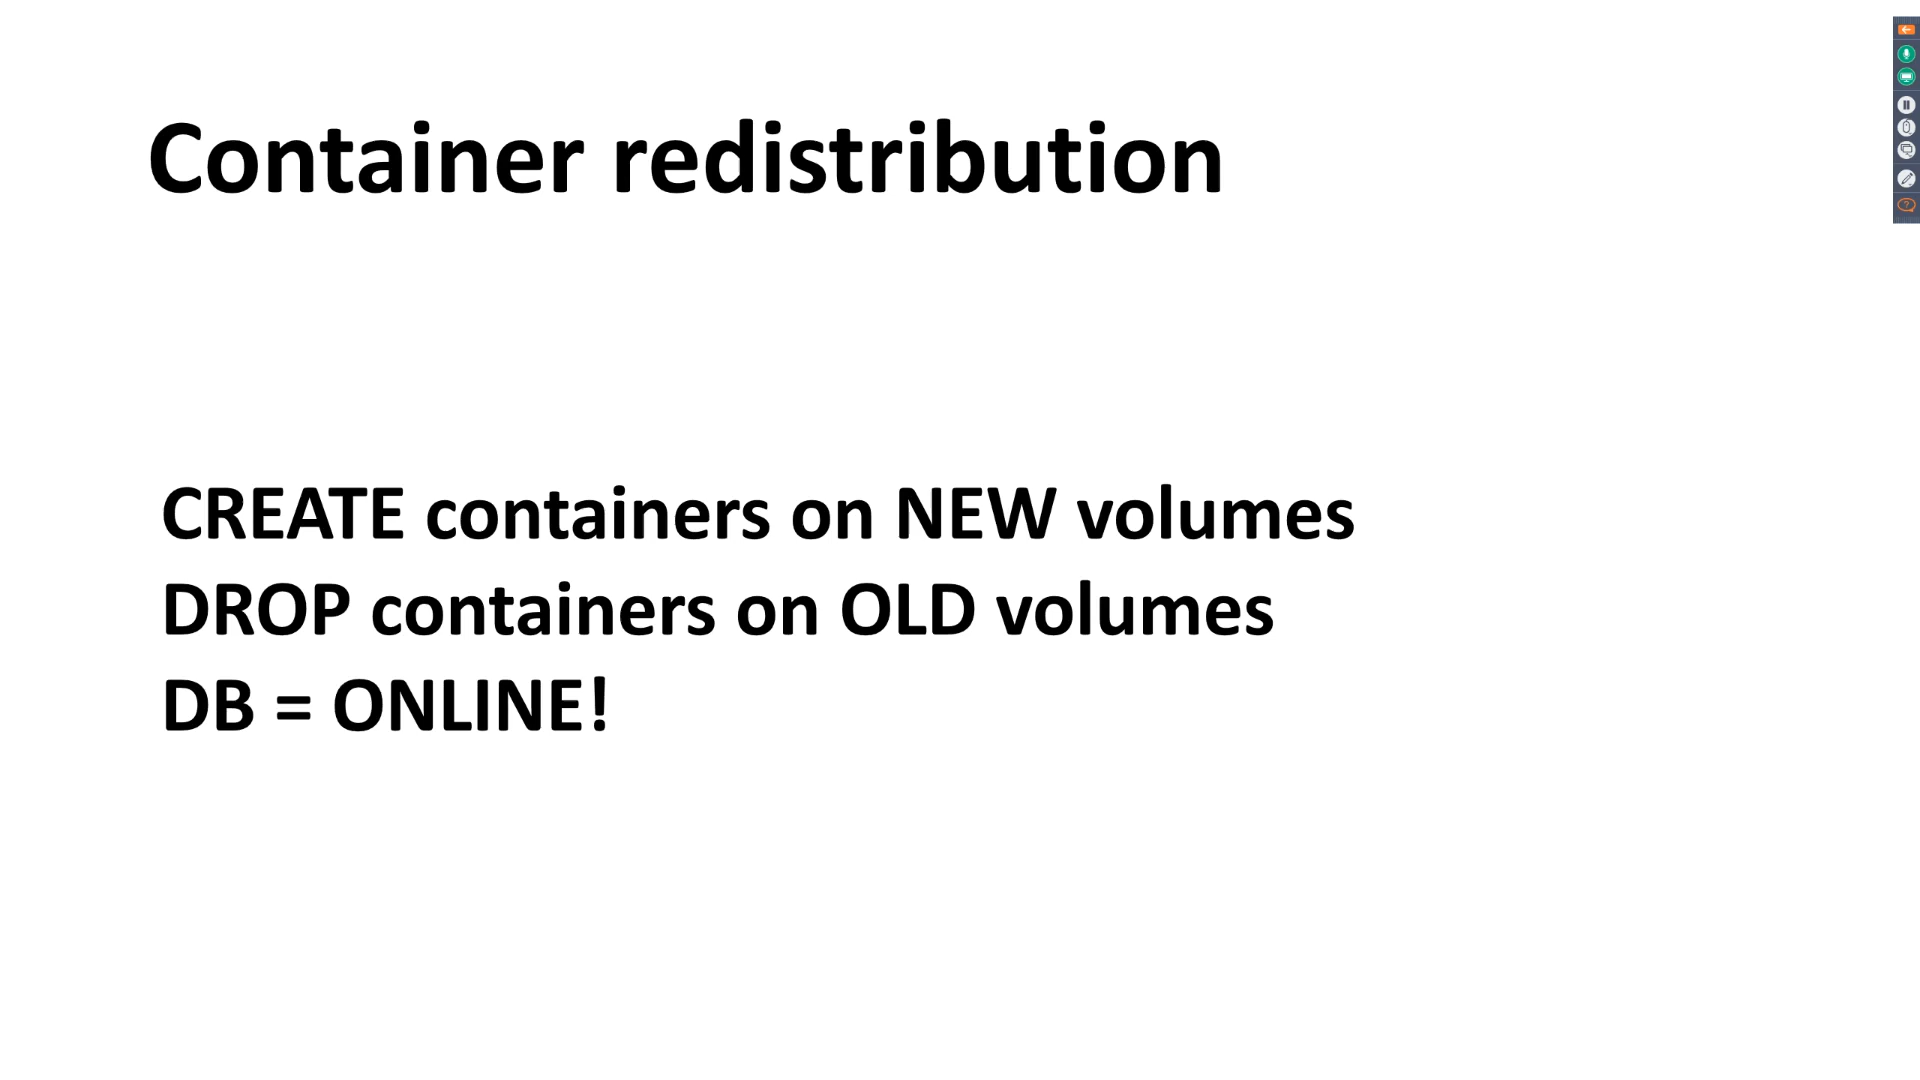 Container redistribution
CREATE containers on NEW volumes
DROP containers on OLD volumes
DB = ONLINE!